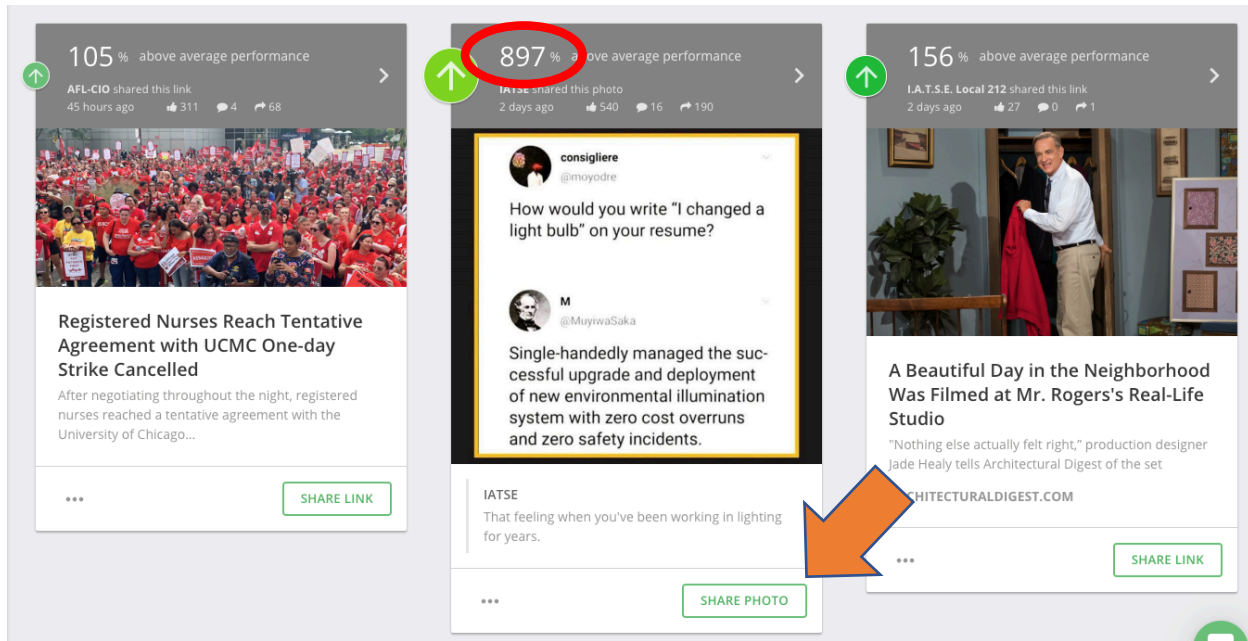 105 % above average performance
AFL-CIO shared this link
45 hours ago 311 4 68
Registered Nurses Reach Tentative
Agreement with UCMC One-day
Strike Cancelled
After negotiating throughout the night, registered
nurses reached a tentative agreement with the
University of Chicago...
SHARE LINK
897 % above average performance
IATSE shared this photo
2 days ago 540 16 190
consigliere
@moyodre
How would you write “I changed a
light bulb” on your resume?
M
@MuyiwaSaka
Single-handedly managed the suc-
cessful upgrade and deployment
of new environmental illumination
system with zero cost overruns
and zero safety incidents.
IATSE
That feeling when you've been working in lighting
for years.
SHARE PHOTO
156 % above average performance
I.A.T.S.E. Local 212 shared this link
2 days ago 27 0 1
A Beautiful Day in the Neighborhood
Was Filmed at Mr. Rogers's Real-Life
Studio
"Nothing else actually felt right,” production designer
Jade Healy tells Architectural Digest of the set
CHITECTURALDIGEST.COM
SHARE LINK